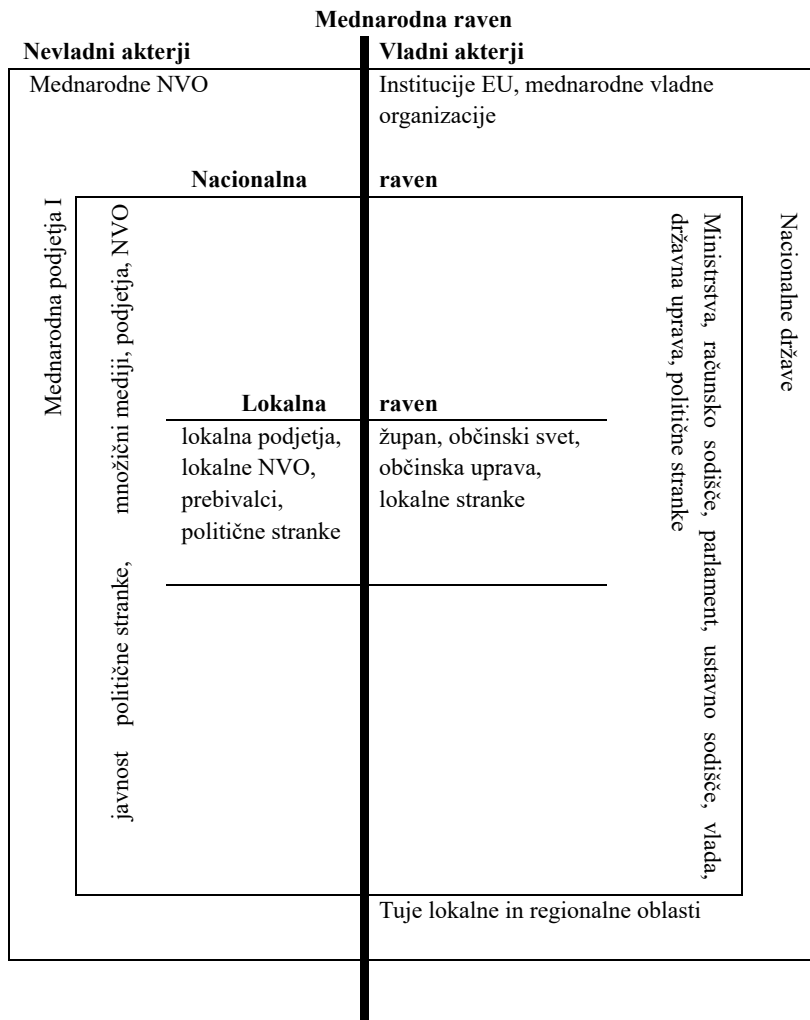 Mednarodna raven
Nevladni akterji
Vladni akterji
Mednarodne NVO
Institucije EU, mednarodne vladne
organizacije
Nacionalna raven
Mednarodna podjetja I
javnost politične stranke, množični mediji, podjetja, NVO
Lokalna raven
lokalna podjetja,
lokalne NVO,
prebivalci,
politične stranke
župan, občinski svet,
občinska uprava,
lokalne stranke
Ministrstva, računsko sodišče, parlament, ustavno sodišče, vlada,
državna uprava, politične stranke
Nacionalne države
Tuje lokalne in regionalne oblasti